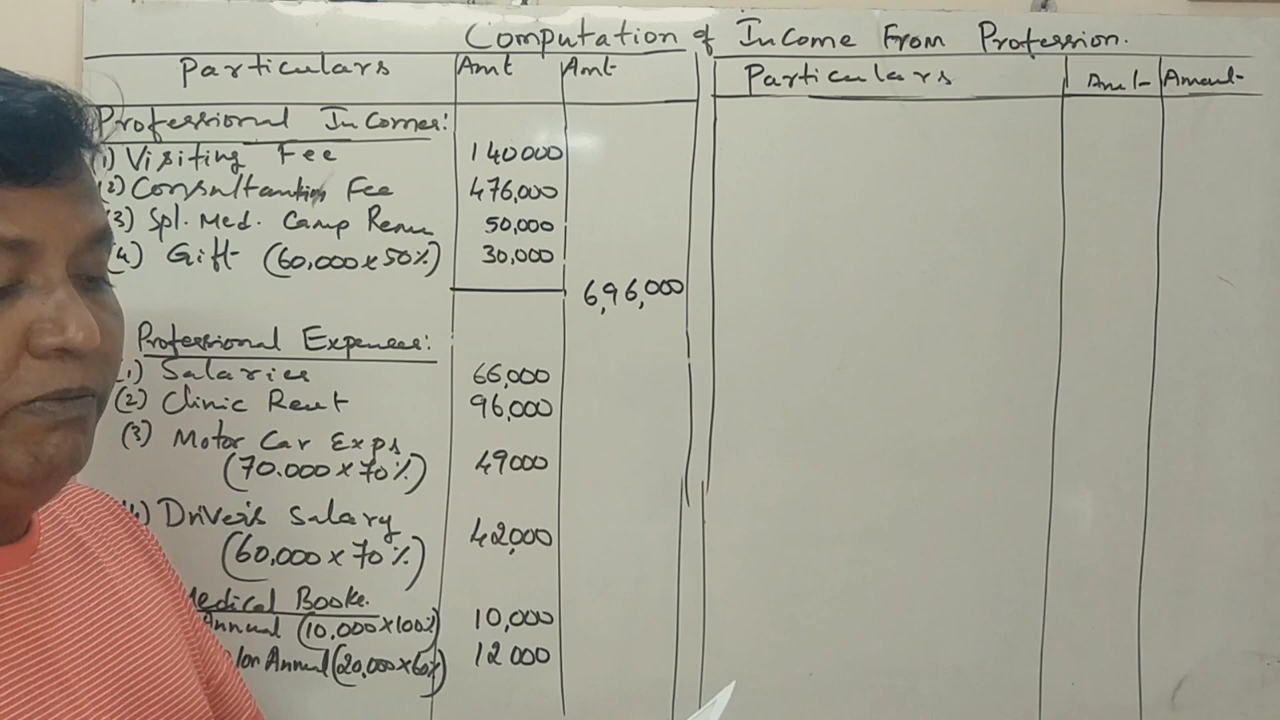 Computation of Income From Profession.
Particulars Amt Amt
Particulars Amt Amount
Professional Incomes:
1) Visiting Fee 140000
(2) Consultation Fee 476,000
(3) Spl. Med. Camp Remu 50,000
(4) Gift (60,000 x 50%) 30,000
6,96,000
Professional Expenses:
1) Salaries 66,000
(2) Clinic Rent 96,000
(3) Motor Car Exps
(70.000 x 70%) 49000
Driver's Salary
(60,000 x 70%) 42,000
Medical Books.
Annual (10,000 x 100%) 10,000
Non Annual (20,000 x 60%) 12000